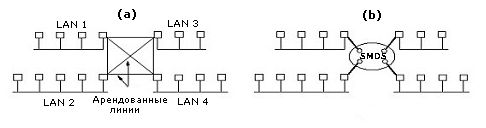 (a)
(b)
LAN 1
LAN 3
SMDS
LAN 2
Арендованные
линии
LAN 4